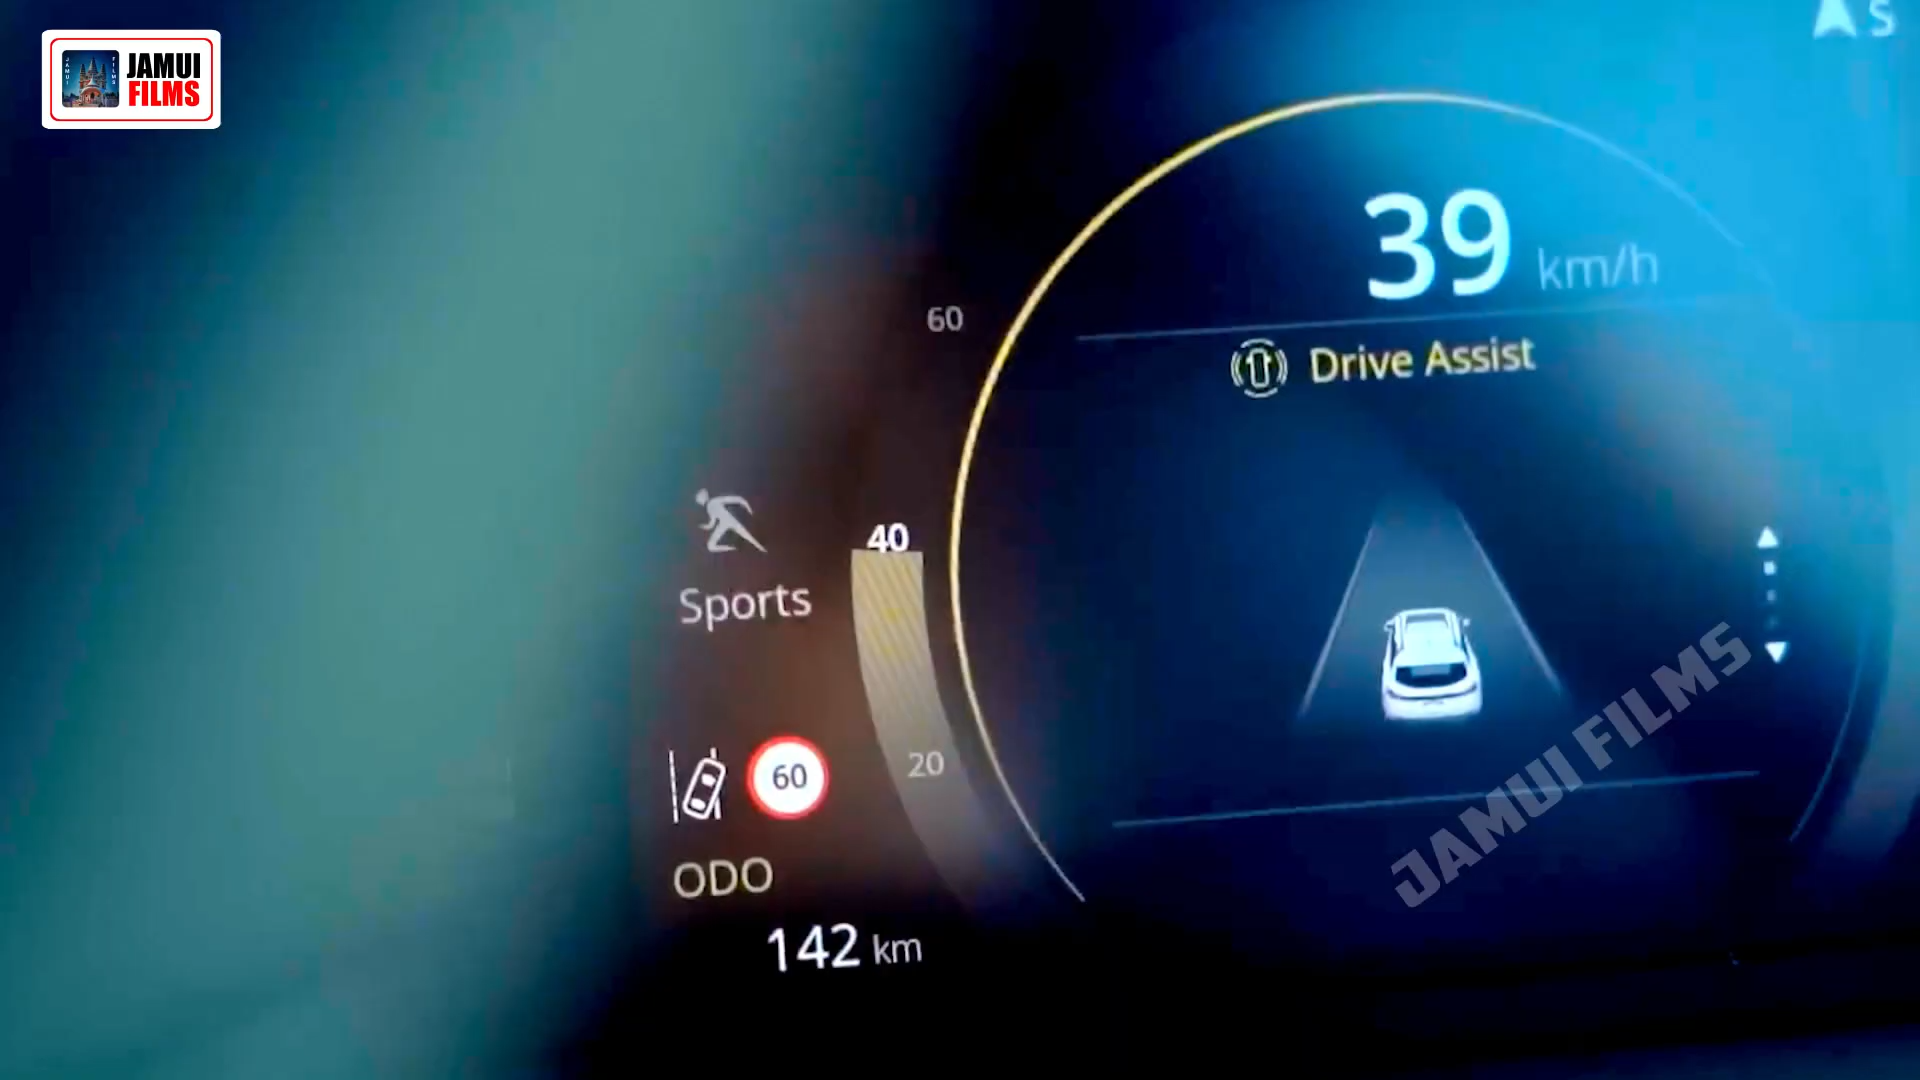 JAMUI
FILMS
S
39 km/h
60
Drive Assist
40
Sports
20
60
ODO
142 km
JAMUI FILMS